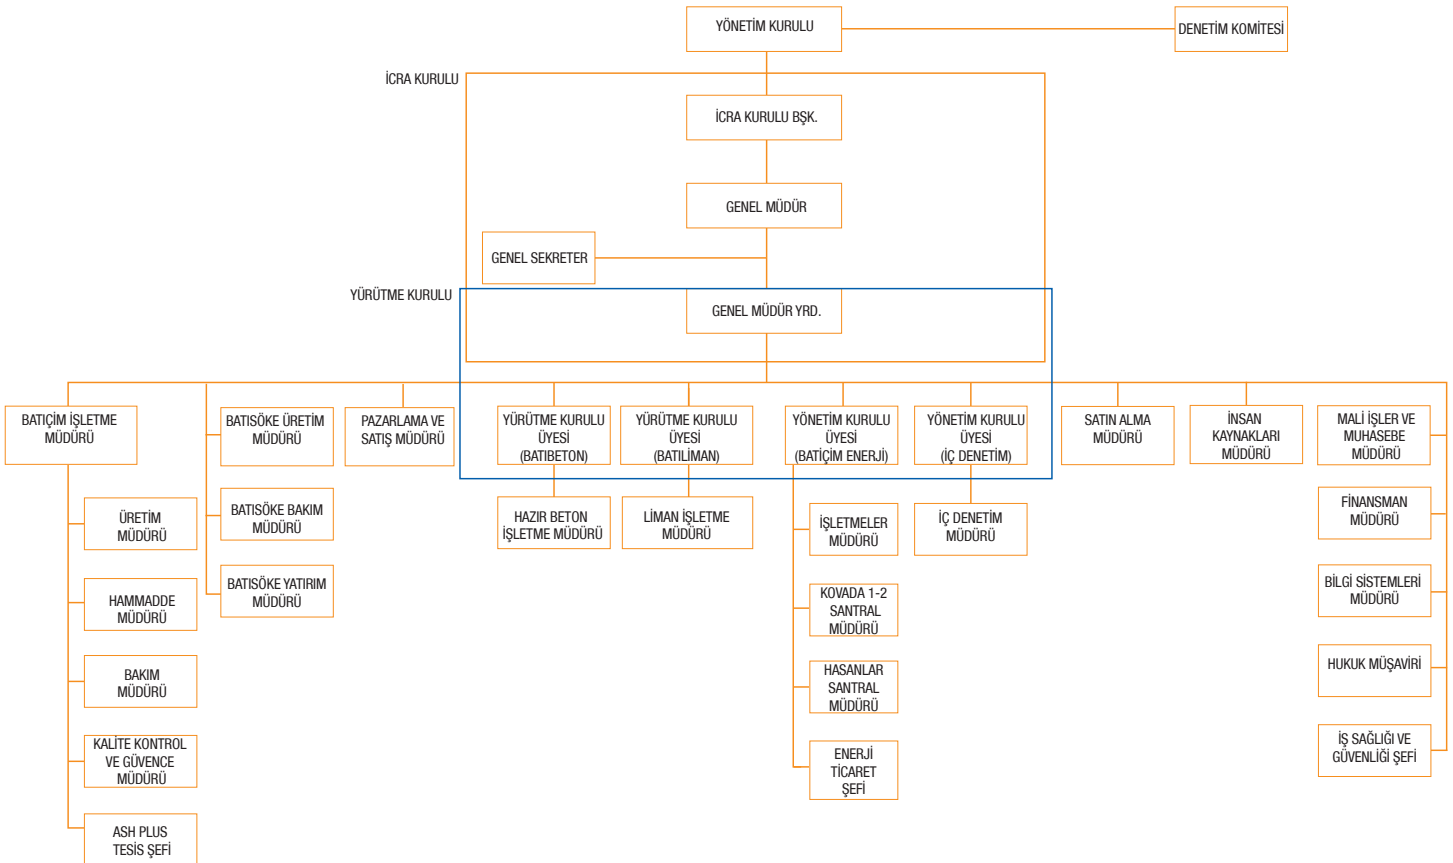 YÖNETİM KURULU
DENETİM KOMİTESİ
İCRA KURULU
İCRA KURULU BŞK.
GENEL MÜDÜR
GENEL SEKRETER
YÜRÜTME KURULU
GENEL MÜDÜR YRD.
BATIÇİM İŞLETME
MÜDÜRÜ
BATISÖKE ÜRETİM
MÜDÜRÜ
PAZARLAMA VE
SATIŞ MÜDÜRÜ
YÜRÜTME KURULU
ÜYESİ
(BATIBETON)
YÜRÜTME KURULU
ÜYESİ
(BATILİMAN)
YÖNETİM KURULU
ÜYESİ
(BATIÇİM ENERJİ)
YÖNETİM KURULU
ÜYESİ
(İÇ DENETİM)
SATIN ALMA
MÜDÜRÜ
İNSAN
KAYNAKLARI
MÜDÜRÜ
MALİ İŞLER VE
MUHASEBE
MÜDÜRÜ
ÜRETİM
MÜDÜRÜ
HAMMADDE
MÜDÜRÜ
BAKIM
MÜDÜRÜ
KALİTE KONTROL
VE GÜVENCE
MÜDÜRÜ
ASH PLUS
TESİS ŞEFİ
BATISÖKE BAKIM
MÜDÜRÜ
BATISÖKE YATIRIM
MÜDÜRÜ
HAZIR BETON
İŞLETME MÜDÜRÜ
LİMAN İŞLETME
MÜDÜRÜ
İŞLETMELER
MÜDÜRÜ
KOVADA 1-2
SANTRAL
MÜDÜRÜ
HASANLAR
SANTRAL
MÜDÜRÜ
ENERJİ
TİCARET
ŞEFİ
İÇ DENETİM
MÜDÜRÜ
FİNANSMAN
MÜDÜRÜ
BİLGİ SİSTEMLERİ
MÜDÜRÜ
HUKUK MÜŞAVİRİ
İŞ SAĞLIĞI VE
GÜVENLİĞİ ŞEFİ